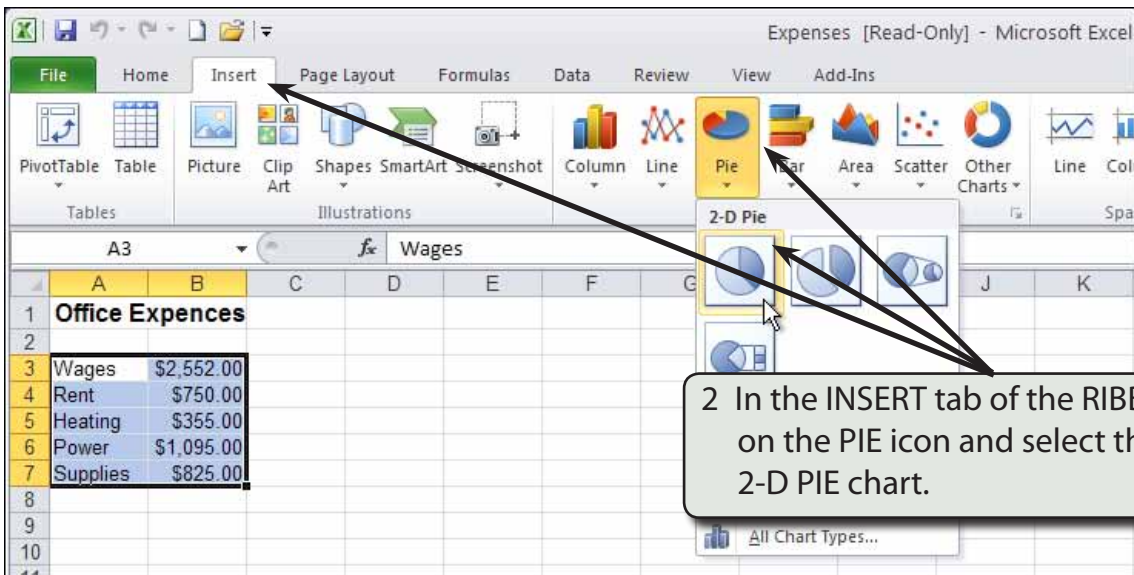 Expenses [Read-Only] - Microsoft Excel
File Home Insert Page Layout Formulas Data Review View Add-Ins
PivotTable Table Picture Clip Art Shapes SmartArt Screenshot Column Line Pie Bar Area Scatter Other Charts Line
Tables Illustrations
2-D Pie
A3 fx Wages
A B C D E F G J K
1 Office Expences
2
3 Wages $2,552.00
4 Rent $750.00
5 Heating $355.00
6 Power $1,095.00
7 Supplies $825.00
8
9
10
2 In the INSERT tab of the
on the PIE icon and select
2-D PIE chart.
All Chart Types...